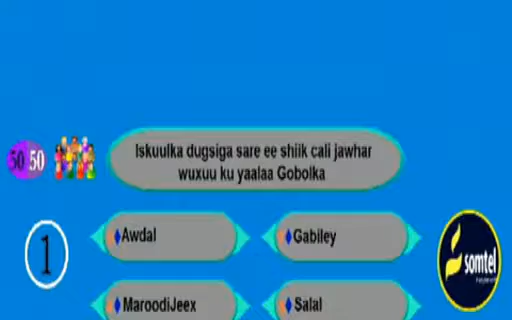 Iskuulka dugsiga sare ee shiik cali jawhar
wuxuu ku yaalaa Gobolka
50 50
Awdal
Gabiley
1
somtel
MaroodiJeex
Salal